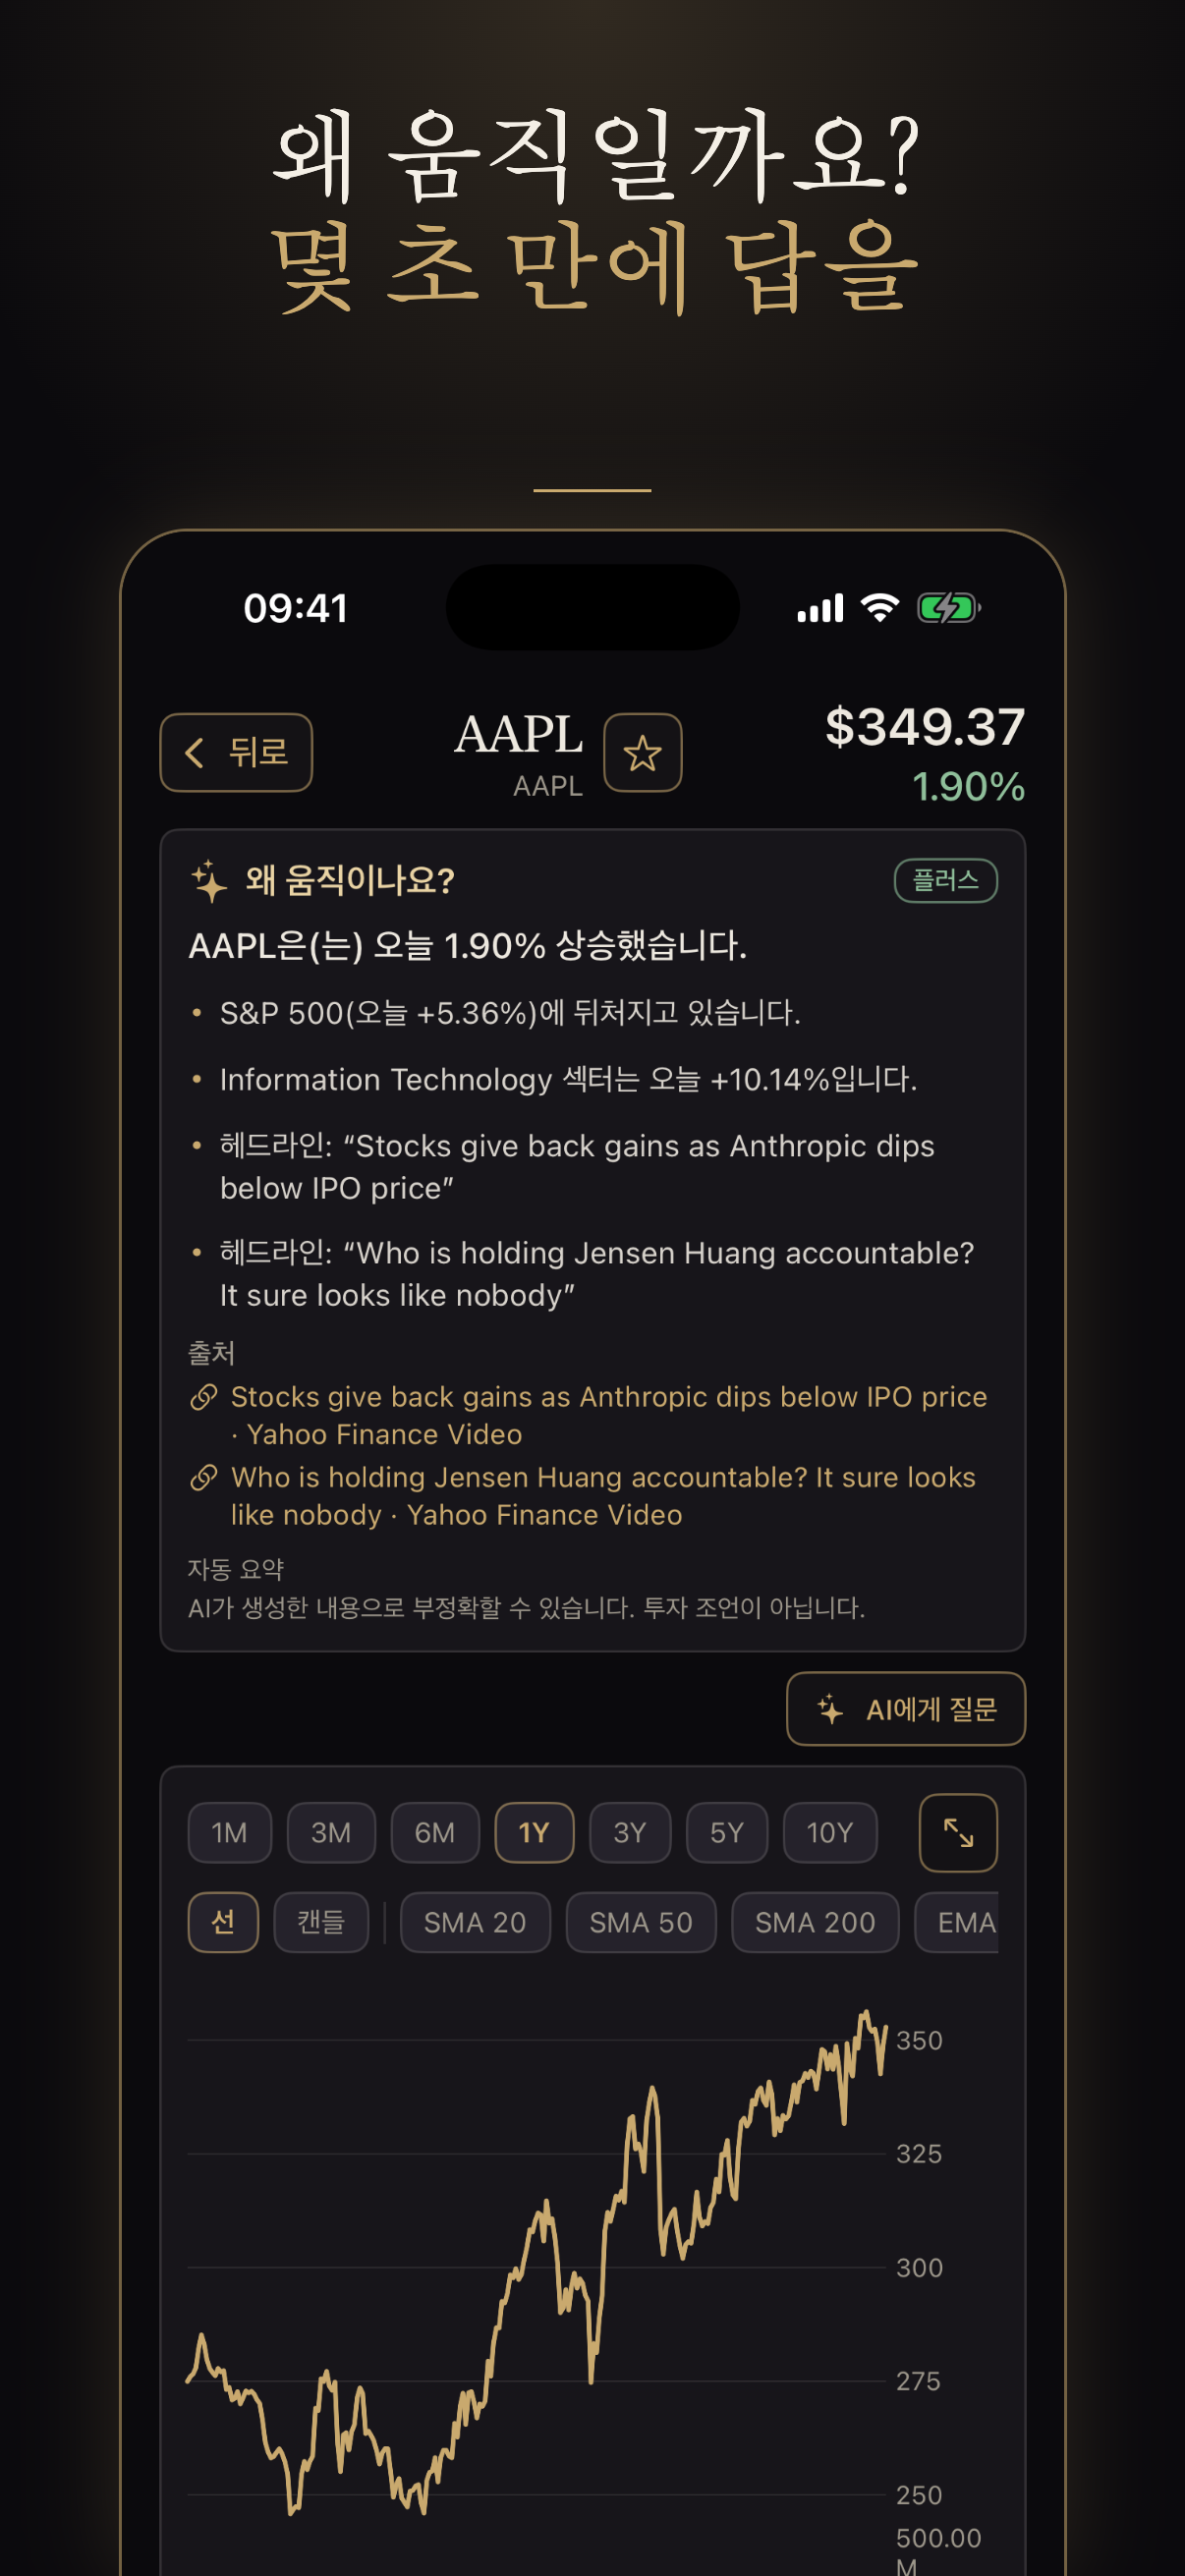 왜 움직일까요?
몇 초 만에 답을
09:41
뒤로
AAPL
AAPL
$349.37
1.90%
왜 움직이나요?
플러스
AAPL은(는) 오늘 1.90% 상승했습니다.
• S&P 500(오늘 +5.36%)에 뒤처지고 있습니다.
• Information Technology 섹터는 오늘 +10.14%입니다.
• 헤드라인: “Stocks give back gains as Anthropic dips
below IPO price”
• 헤드라인: “Who is holding Jensen Huang accountable?
It sure looks like nobody”
출처
Stocks give back gains as Anthropic dips below IPO price
· Yahoo Finance Video
Who is holding Jensen Huang accountable? It sure looks
like nobody · Yahoo Finance Video
자동 요약
AI가 생성한 내용으로 부정확할 수 있습니다. 투자 조언이 아닙니다.
AI에게 질문
1M 3M 6M 1Y 3Y 5Y 10Y
선 캔들 SMA 20 SMA 50 SMA 200 EMA
350
325
300
275
250
500.00
M